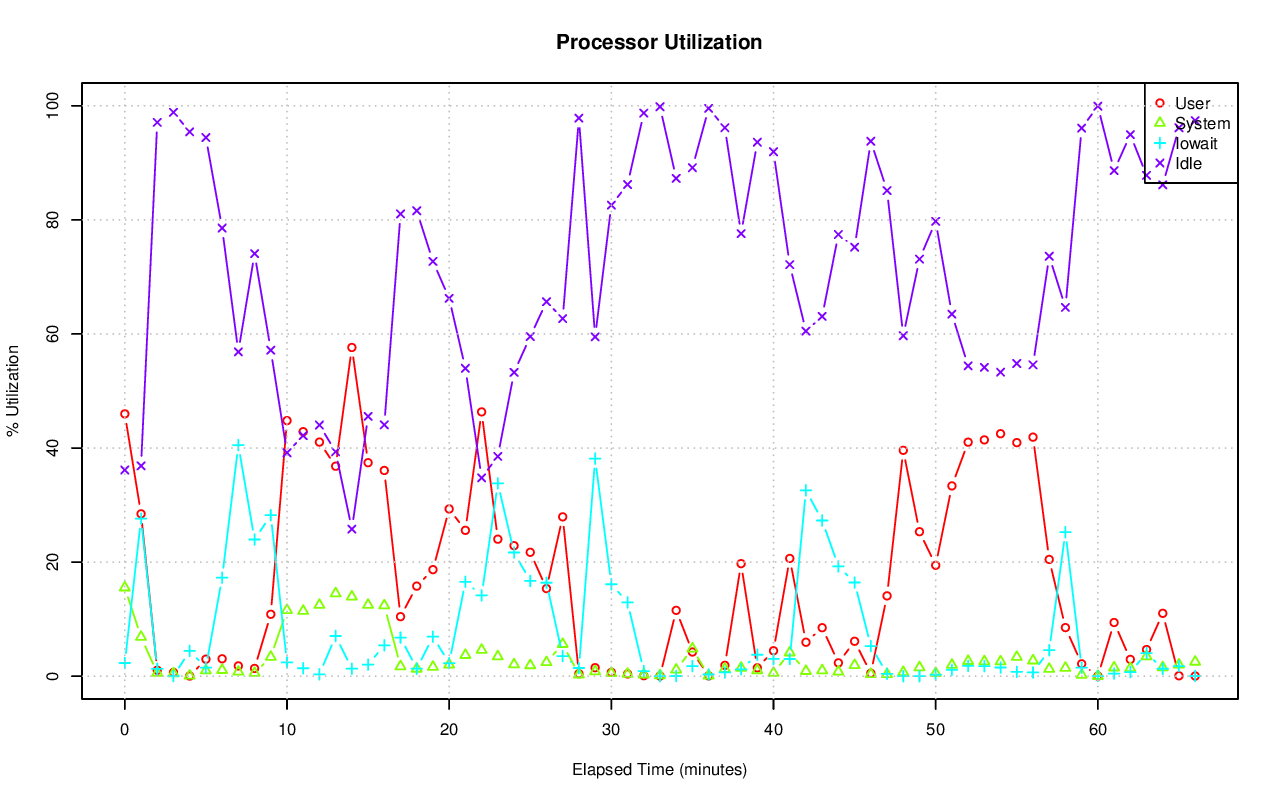 Processor Utilization
% Utilization
100
80
60
40
20
0
User
System
Iowait
Idle
0 10 20 30 40 50 60
Elapsed Time (minutes)